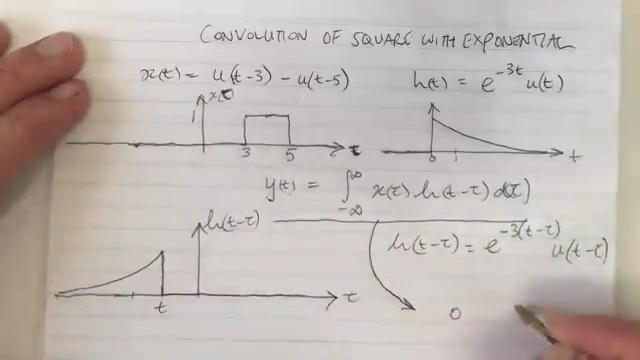 CONVOLUTION OF SQUARE WITH EXPONENTIAL
x(t) = u(t-3) - u(t-5)
h(t) = e^{-3t} u(t)
x(τ)
1
3 5 τ
0 1 t
y(t) = ∫_{-∞}^{∞} x(τ) h(t-τ) dτ
h(t-τ)
h(t-τ) = e^{-3(t-τ)} u(t-τ)
t τ
0